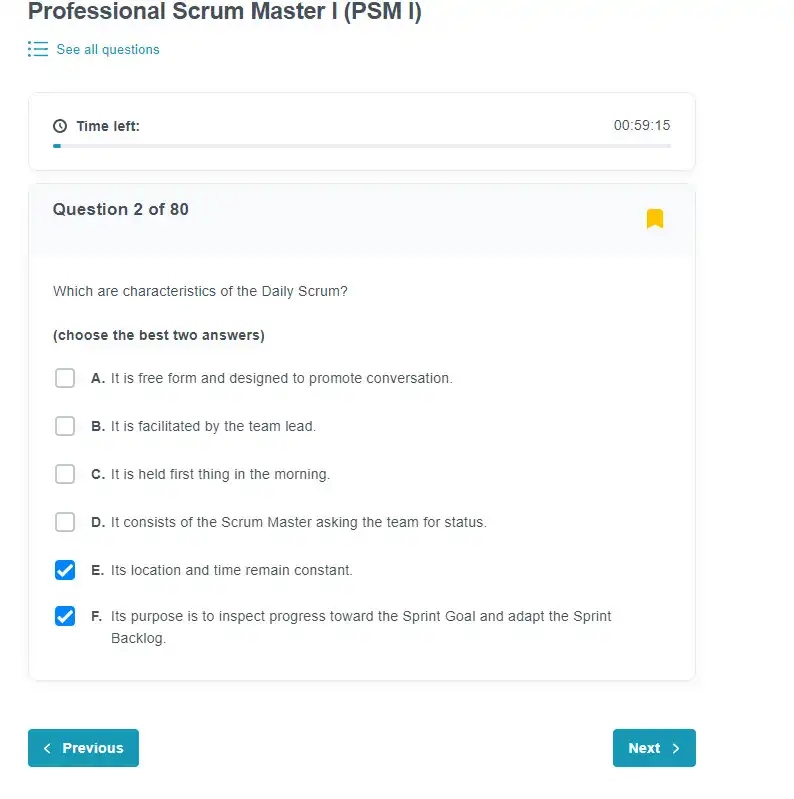 Professional Scrum Master I (PSM I)
See all questions
Time left:
00:59:15
Question 2 of 80
Which are characteristics of the Daily Scrum?
(choose the best two answers)
A. It is free form and designed to promote conversation.
B. It is facilitated by the team lead.
C. It is held first thing in the morning.
D. It consists of the Scrum Master asking the team for status.
E. Its location and time remain constant.
F. Its purpose is to inspect progress toward the Sprint Goal and adapt the Sprint
Backlog.
Previous
Next